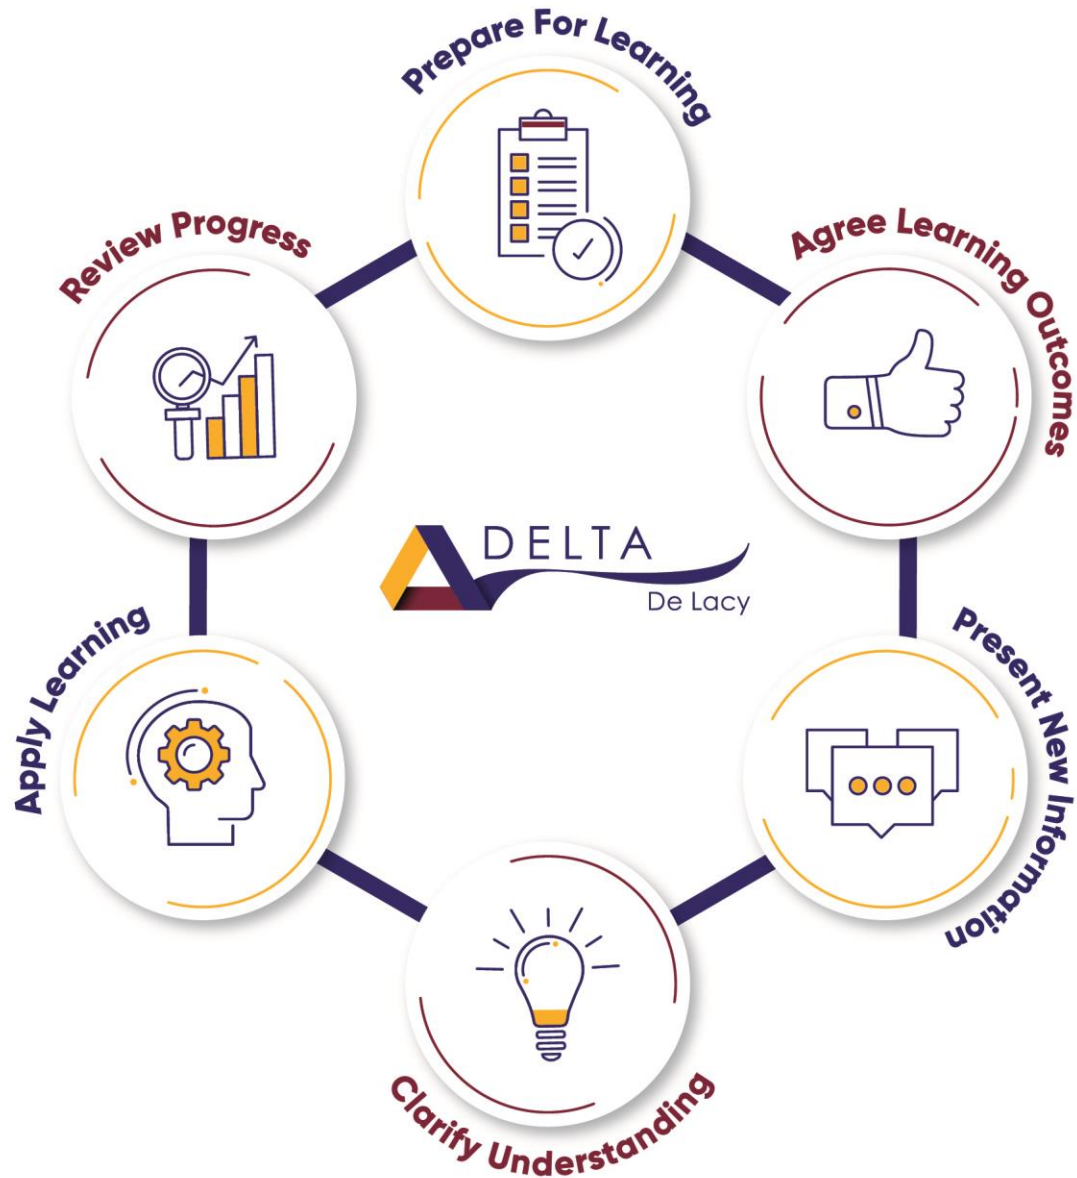 Prepare For Learning
Agree Learning Outcomes
Present New Information
Clarify Understanding
Apply Learning
Review Progress
DELTA
De Lacy